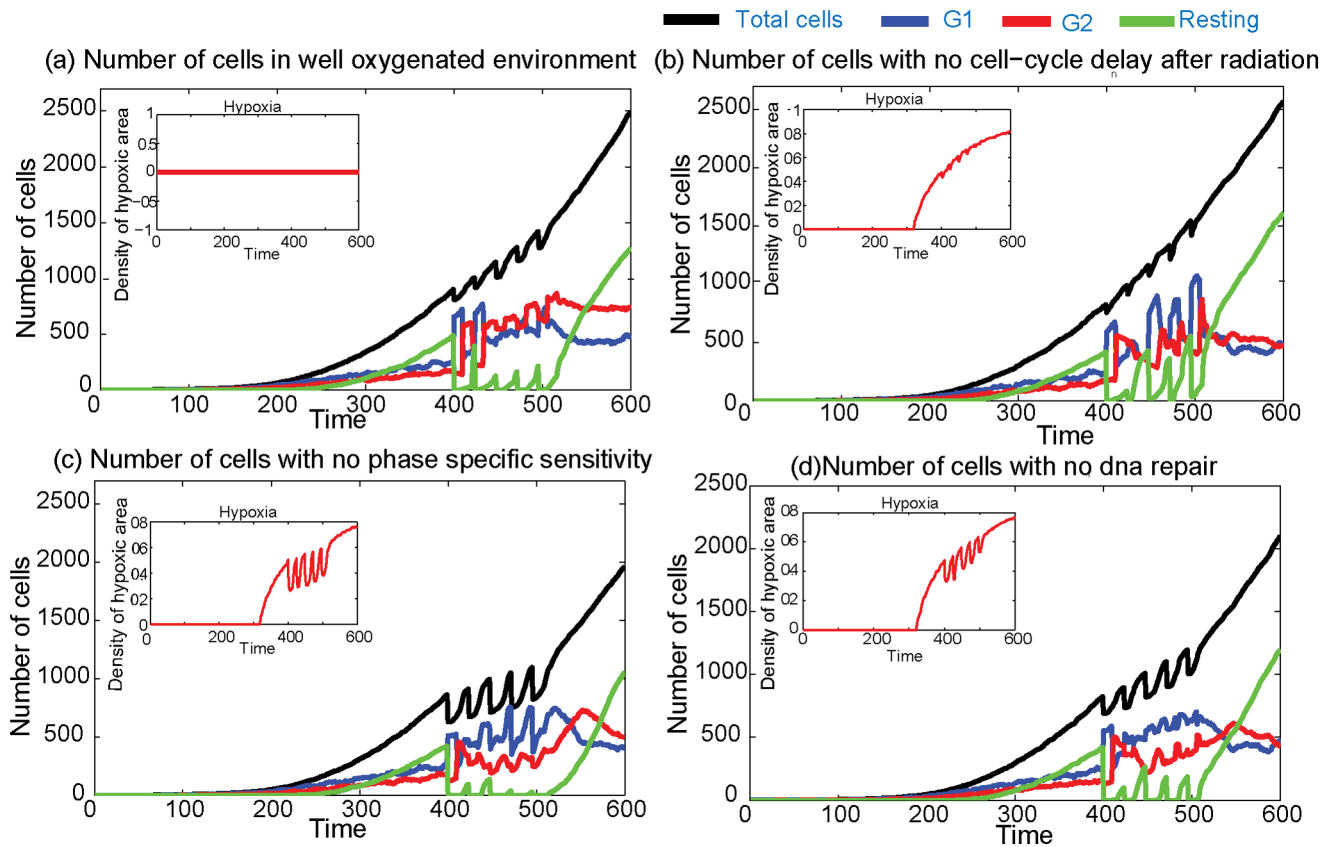 Total cells G1 G2 Resting
(a) Number of cells in well oxygenated environment
2500
2000
1500
1000
500
0
Number of cells
0 100 200 300 400 500 600
Time
Hypoxia
Density of hypoxic area
1
0.5
0
−05
−1
0 200 400 600
Time
(b) Number of cells with no cell−cycle delay after radiation
n
2500
2000
1500
1000
500
0
Number of cells
0 100 200 300 400 500 600
Time
Hypoxia
Density of hypoxic area
1
08
06
04
02
0
0 200 400 600
Time
(c) Number of cells with no phase specific sensitivity
2500
2000
1500
1000
500
0
Number of cells
0 100 200 300 400 500 600
Time
Hypoxia
Density of hypoxic area
08
06
04
03
0
0 200 400 600
Time
(d)Number of cells with no dna repair
2500
2000
1500
1000
500
0
Number of cells
0 100 200 300 400 500 600
Time
Hypoxia
Density of hypoxic area
08
06
04
03
0
0 200 400 600
Time